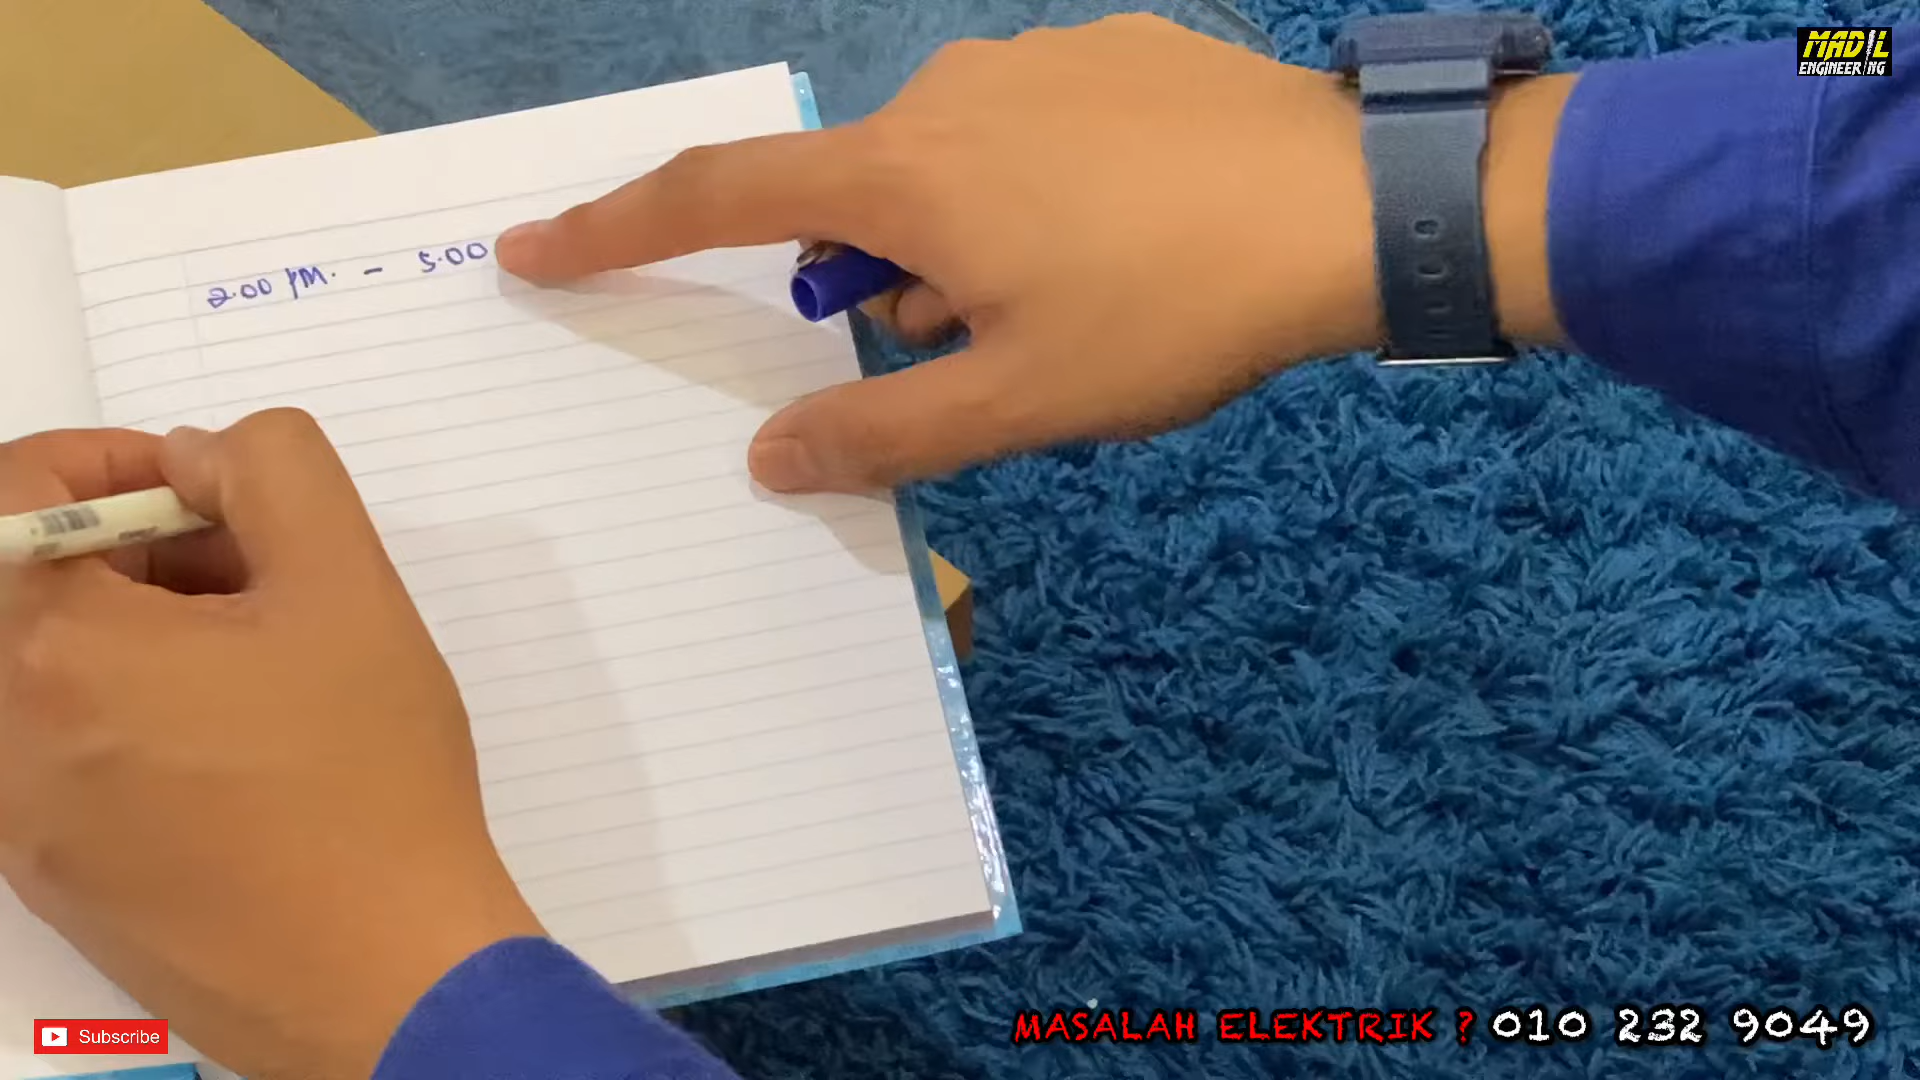 MADIL
ENGINEERING
2.00 PM. - 5.00
Subscribe
MASALAH ELEKTRIK ? 010 232 9049